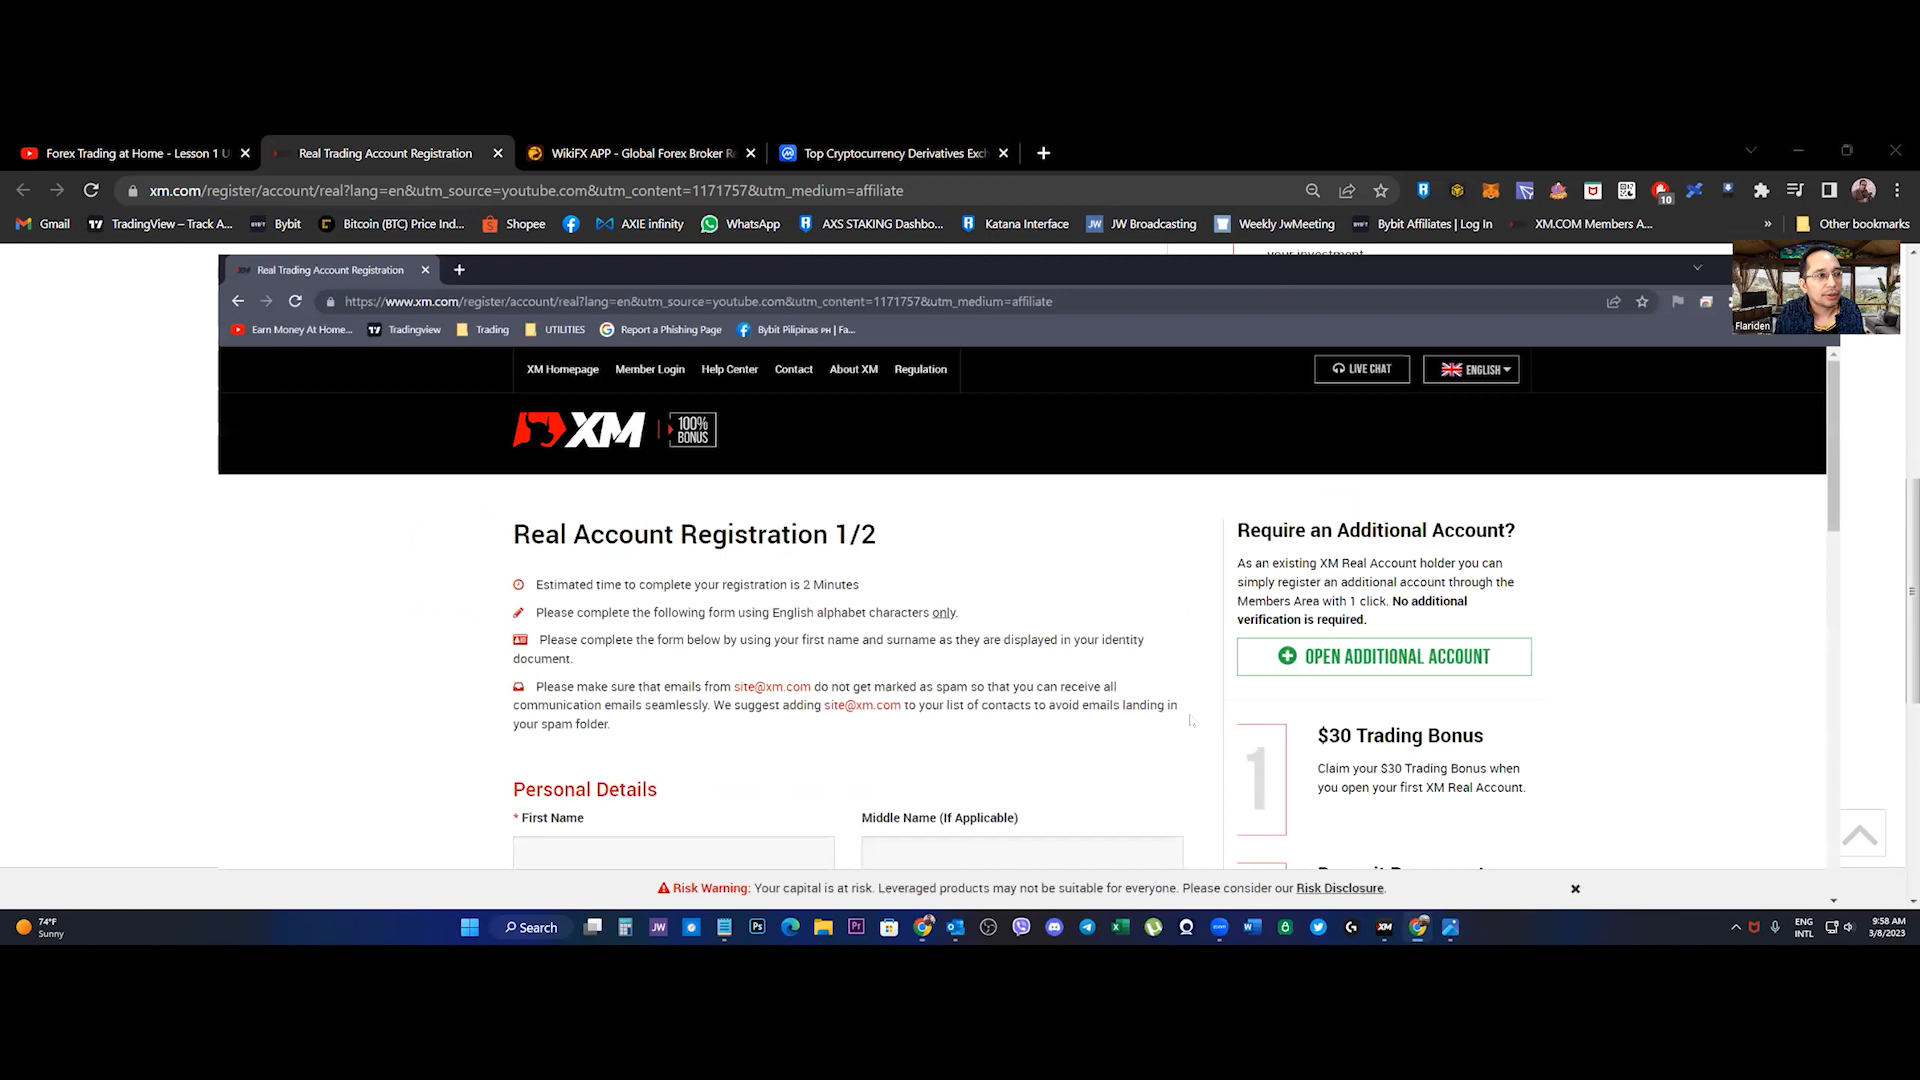 Forex Trading at Home - Lesson 1 U
Real Trading Account Registration
WikiFX APP - Global Forex Broker Re
Top Cryptocurrency Derivatives Exch
xm.com/register/account/real?lang=en&utm_source=youtube.com&utm_content=1171757&utm_medium=affiliate
10
Gmail
TradingView – Track A...
Bybit
Bitcoin (BTC) Price Ind...
Shopee
AXIE infinity
WhatsApp
AXS STAKING Dashbo...
Katana Interface
JW Broadcasting
Weekly JwMeeting
Bybit Affiliates | Log In
XM.COM Members A...
»
Other bookmarks
your investment
Real Trading Account Registration
https://www.xm.com/register/account/real?lang=en&utm_source=youtube.com&utm_content=1171757&utm_medium=affiliate
Flariden
Earn Money At Home...
Tradingview
Trading
UTILITIES
Report a Phishing Page
Bybit Pilipinas PH | Fa...
XM Homepage
Member Login
Help Center
Contact
About XM
Regulation
LIVE CHAT
ENGLISH
XM
100%
BONUS
Real Account Registration 1/2
Estimated time to complete your registration is 2 Minutes
Please complete the following form using English alphabet characters only.
Please complete the form below by using your first name and surname as they are displayed in your identity
document.
Please make sure that emails from site@xm.com do not get marked as spam so that you can receive all
communication emails seamlessly. We suggest adding site@xm.com to your list of contacts to avoid emails landing in
your spam folder.
Personal Details
* First Name
Middle Name (If Applicable)
Require an Additional Account?
As an existing XM Real Account holder you can
simply register an additional account through the
Members Area with 1 click. No additional
verification is required.
OPEN ADDITIONAL ACCOUNT
1
$30 Trading Bonus
Claim your $30 Trading Bonus when
you open your first XM Real Account.
Risk Warning: Your capital is at risk. Leveraged products may not be suitable for everyone. Please consider our Risk Disclosure.
74°F
Sunny
Search
JW
Ps
Pr
XM
ENG
INTL
9:58 AM
3/8/2023